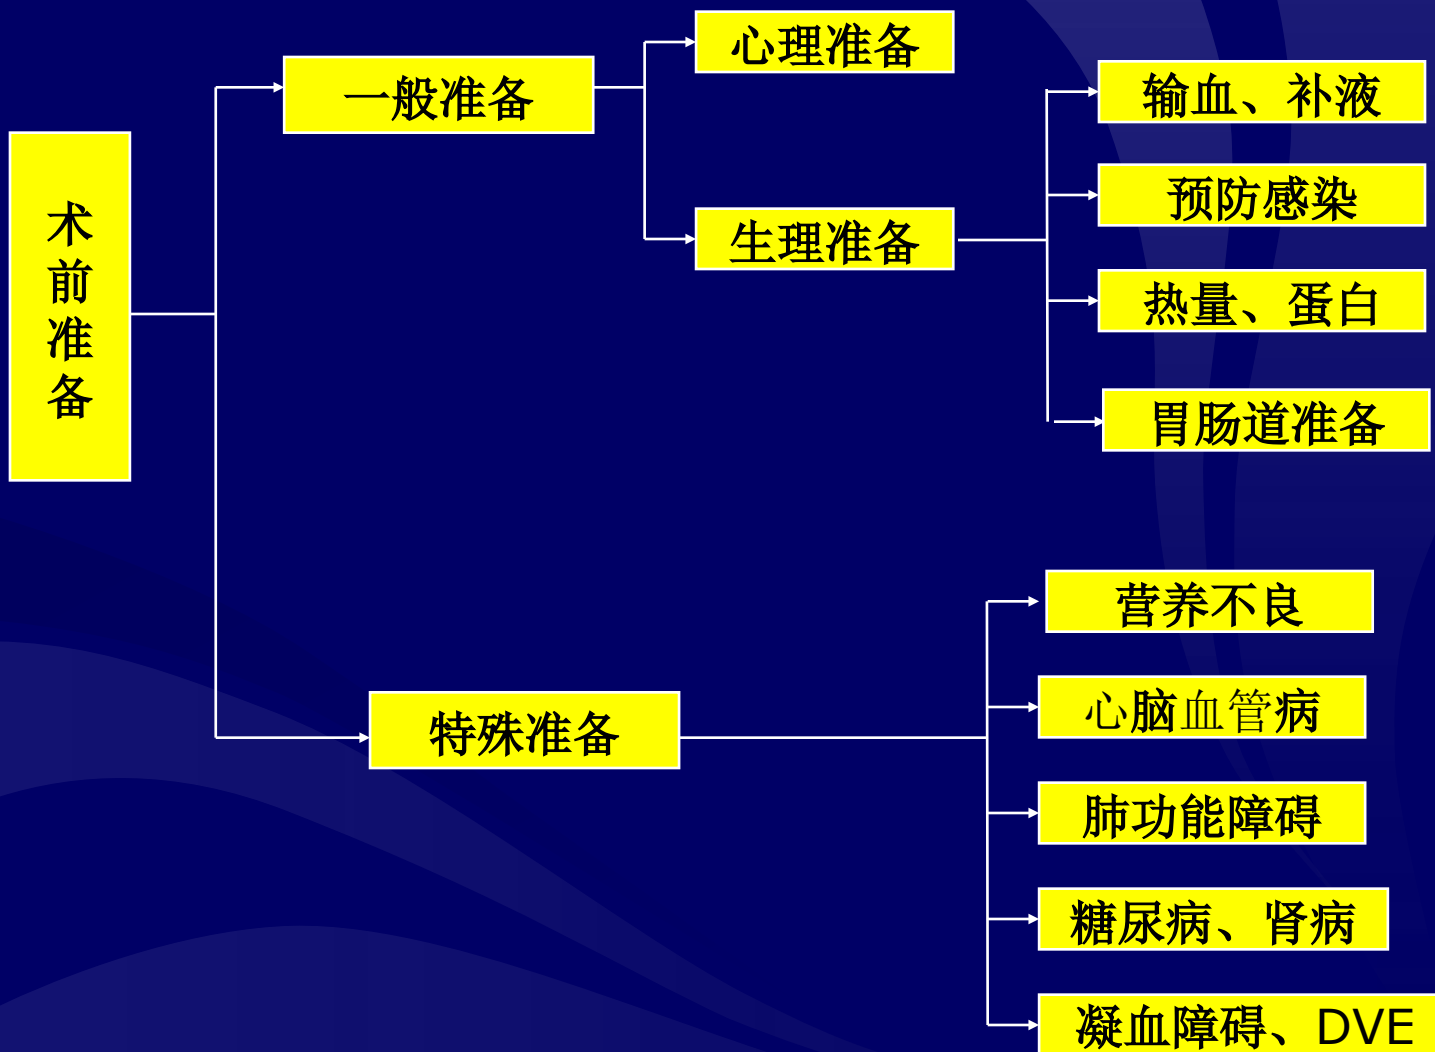 术前准备
一般准备
心理准备
生理准备
输血、补液
预防感染
热量、蛋白
胃肠道准备
特殊准备
营养不良
心脑血管病
肺功能障碍
糖尿病、肾病
凝血障碍、DVE